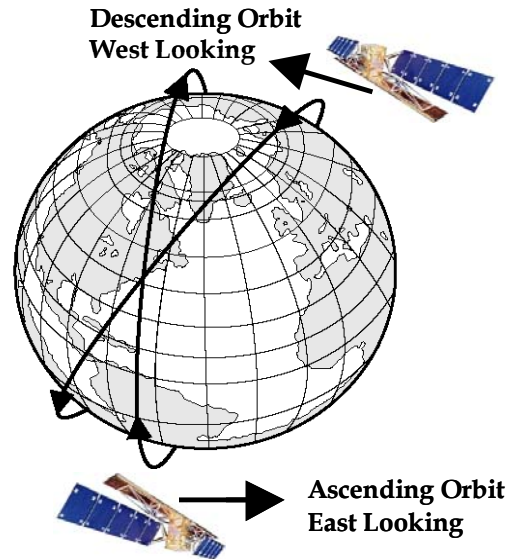 Descending Orbit
West Looking
Ascending Orbit
East Looking